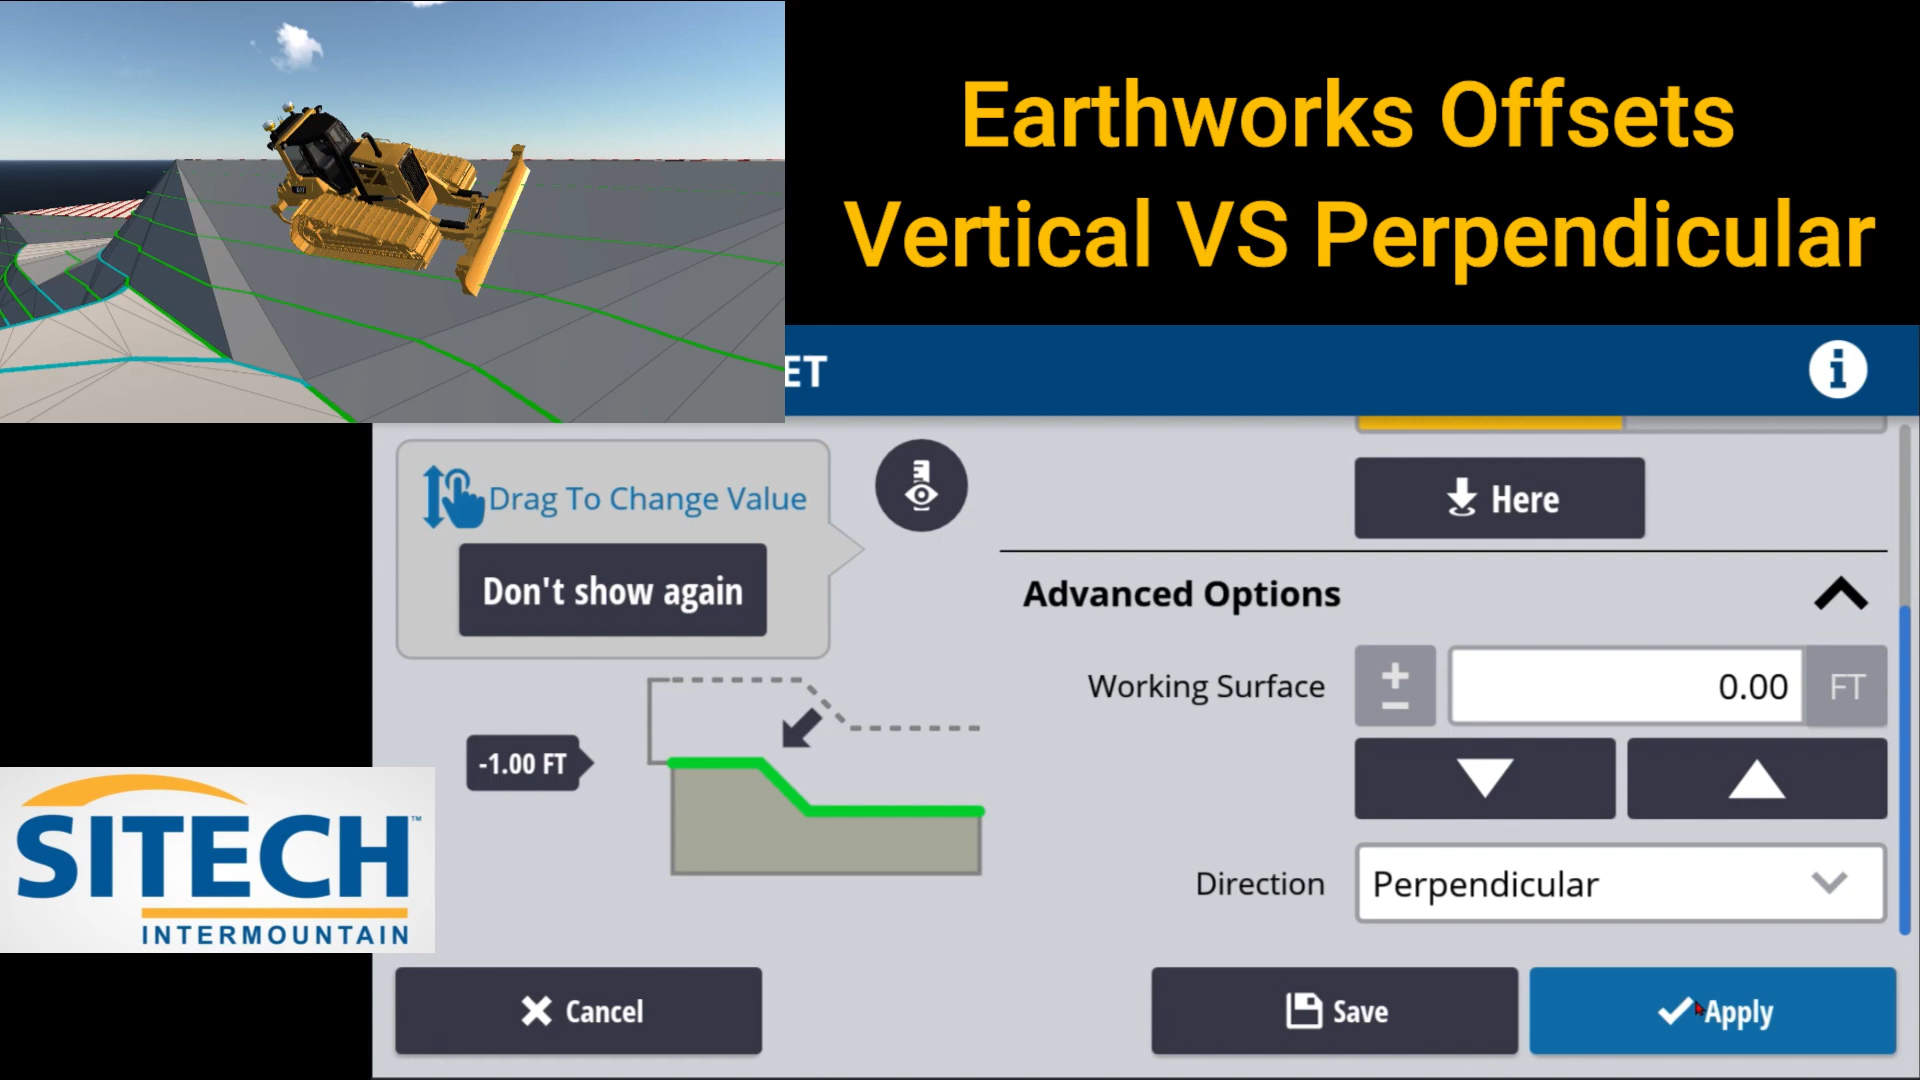 Earthworks Offsets
Vertical VS Perpendicular
ET
Drag To Change Value
Don't show again
Here
Advanced Options
Working Surface
0.00
FT
-1.00 FT
Direction
Perpendicular
SITECH™
INTERMOUNTAIN
Cancel
Save
Apply